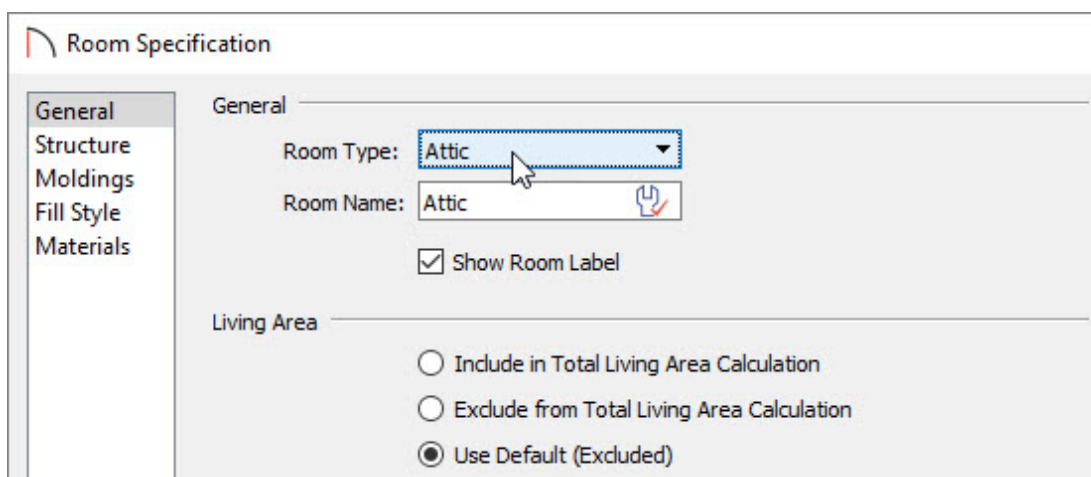 Room Specification
General
Structure
Moldings
Fill Style
Materials
General
Room Type: Attic
Room Name: Attic
Show Room Label
Living Area
Include in Total Living Area Calculation
Exclude from Total Living Area Calculation
Use Default (Excluded)